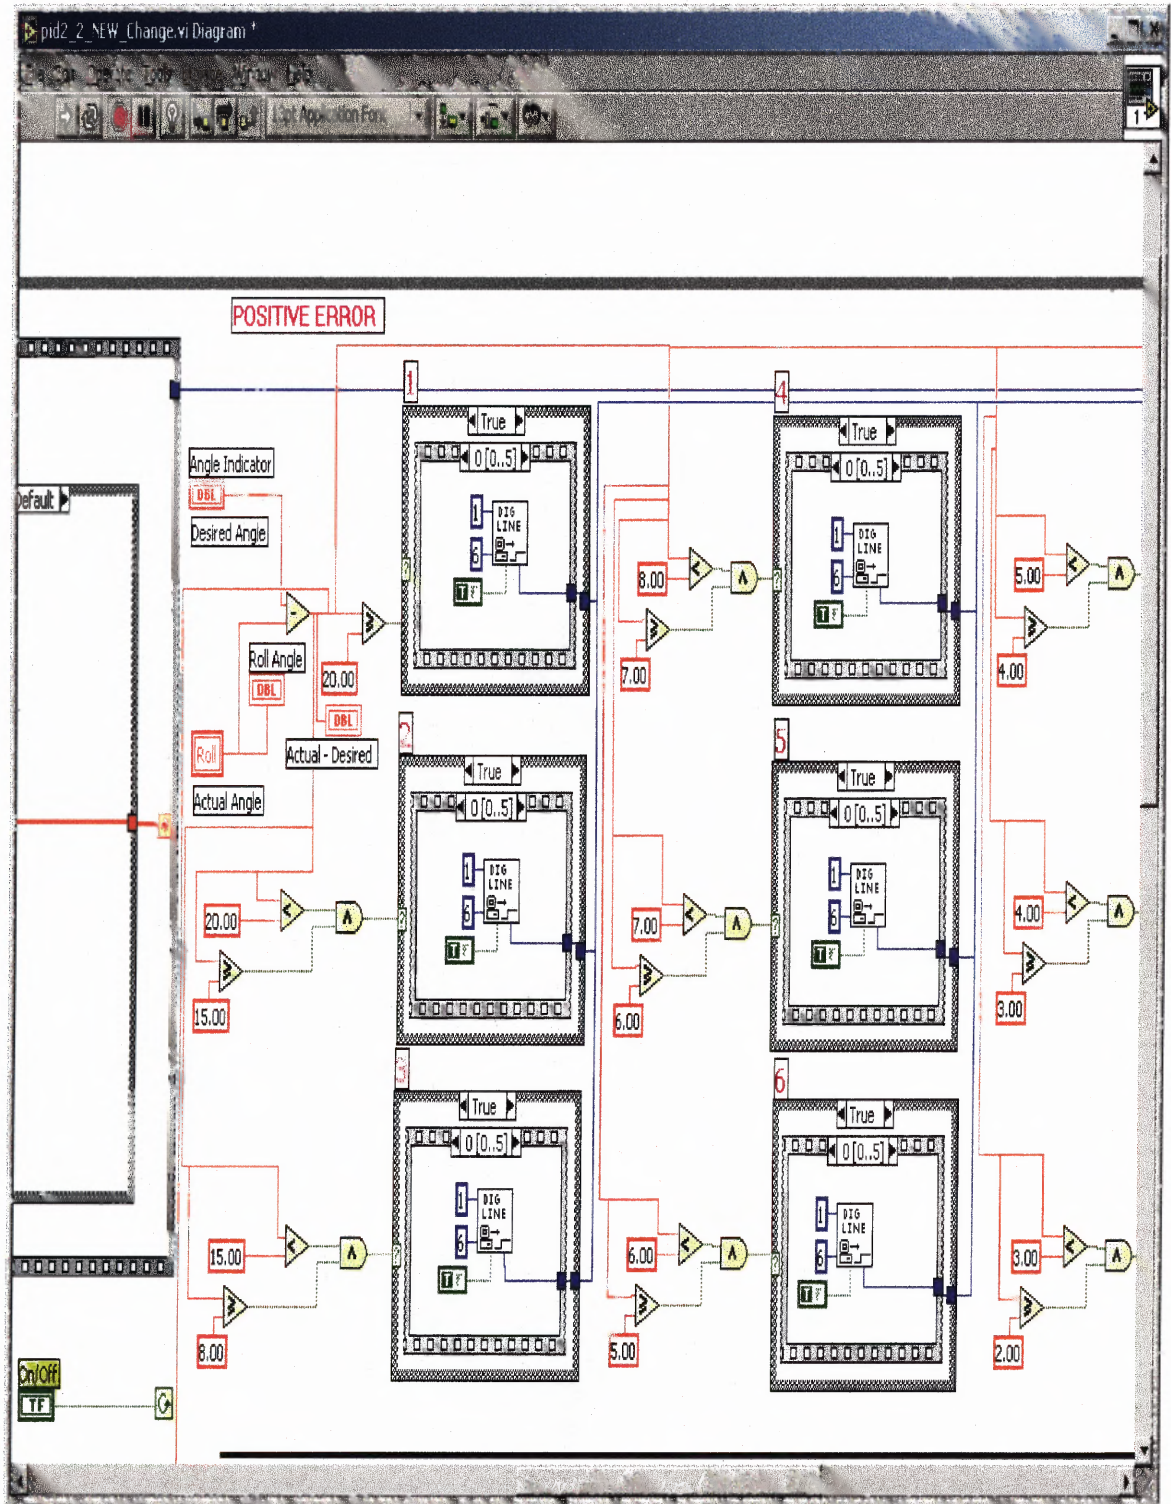 pid2_2_NEW_Change.vi Diagram *
13pt Application Font
1
POSITIVE ERROR
1
4
True
True
0 [0..5]
0 [0..5]
Angle Indicator
DBL
Default
Desired Angle
1
DIG
LINE
6
T F
8.00
1
DIG
LINE
6
T F
5.00
7.00
4.00
Roll Angle
DBL
20.00
DBL
Actual - Desired
Roll
Actual Angle
2
5
True
True
0 [0..5]
0 [0..5]
1
DIG
LINE
6
T F
1
DIG
LINE
6
T F
20.00
7.00
4.00
15.00
6.00
3.00
3
6
True
True
0 [0..5]
0 [0..5]
1
DIG
LINE
6
T F
1
DIG
LINE
6
T F
15.00
6.00
3.00
8.00
5.00
2.00
On/Off
TF